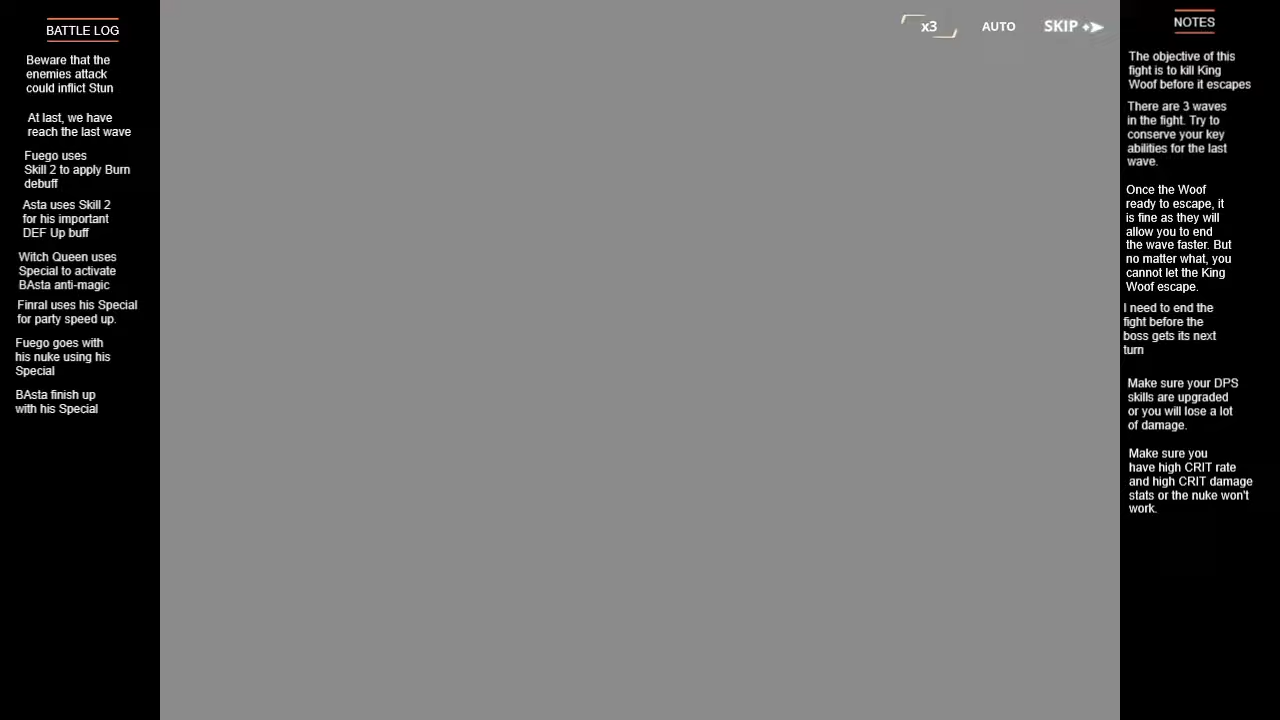 BATTLE LOG
Beware that the
enemies attack
could inflict Stun
At last, we have
reach the last wave
Fuego uses
Skill 2 to apply Burn
debuff
Asta uses Skill 2
for his important
DEF Up buff
Witch Queen uses
Special to activate
BAsta anti-magic
Finral uses his Special
for party speed up.
Fuego goes with
his nuke using his
Special
BAsta finish up
with his Special
x3
AUTO
SKIP
NOTES
The objective of this
fight is to kill King
Woof before it escapes
There are 3 waves
in the fight. Try to
conserve your key
abilities for the last
wave.
Once the Woof
ready to escape, it
is fine as they will
allow you to end
the wave faster. But
no matter what, you
cannot let the King
Woof escape.
I need to end the
fight before the
boss gets its next
turn
Make sure your DPS
skills are upgraded
or you will lose a lot
of damage.
Make sure you
have high CRIT rate
and high CRIT damage
stats or the nuke won't
work.